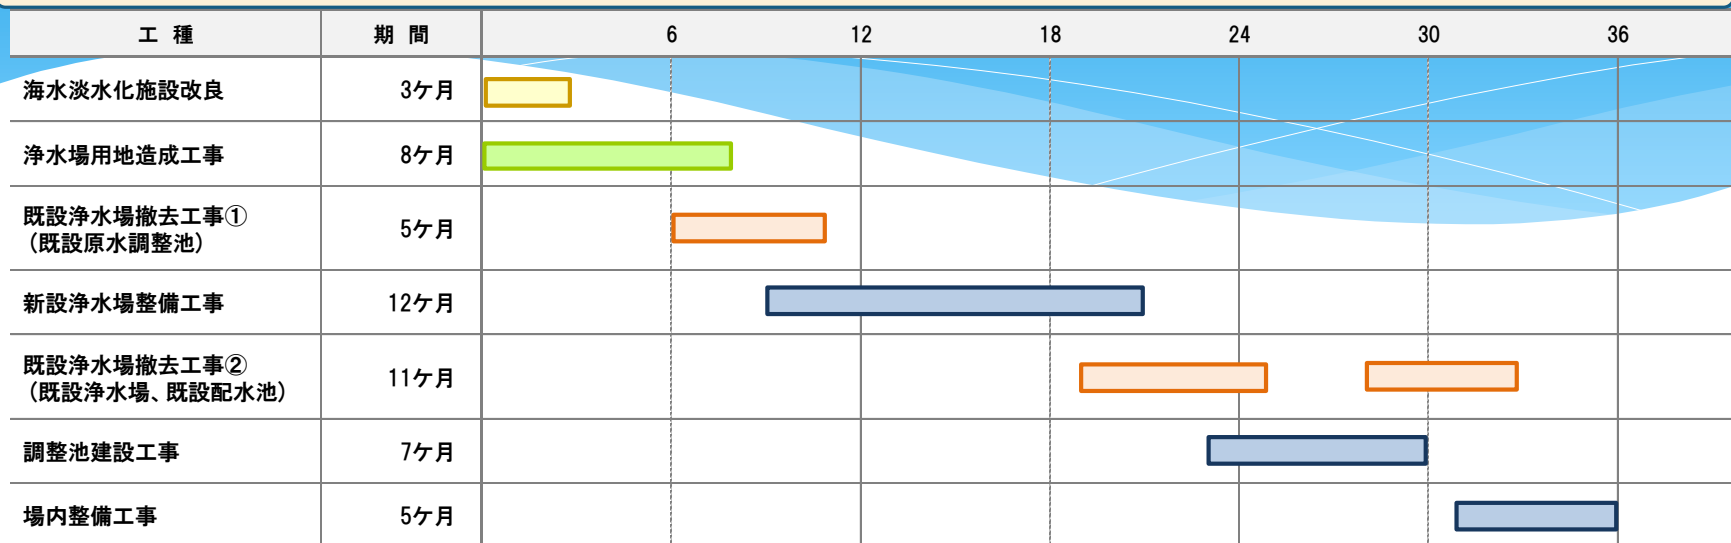 工 種 期 間 6 12 18 24 30 36
海水淡水化施設改良 3ケ月
浄水場用地造成工事 8ケ月
既設浄水場撤去工事①
（既設原水調整池） 5ケ月
新設浄水場整備工事 12ケ月
既設浄水場撤去工事②
（既設浄水場、既設配水池） 11ケ月
調整池建設工事 7ケ月
場内整備工事 5ケ月